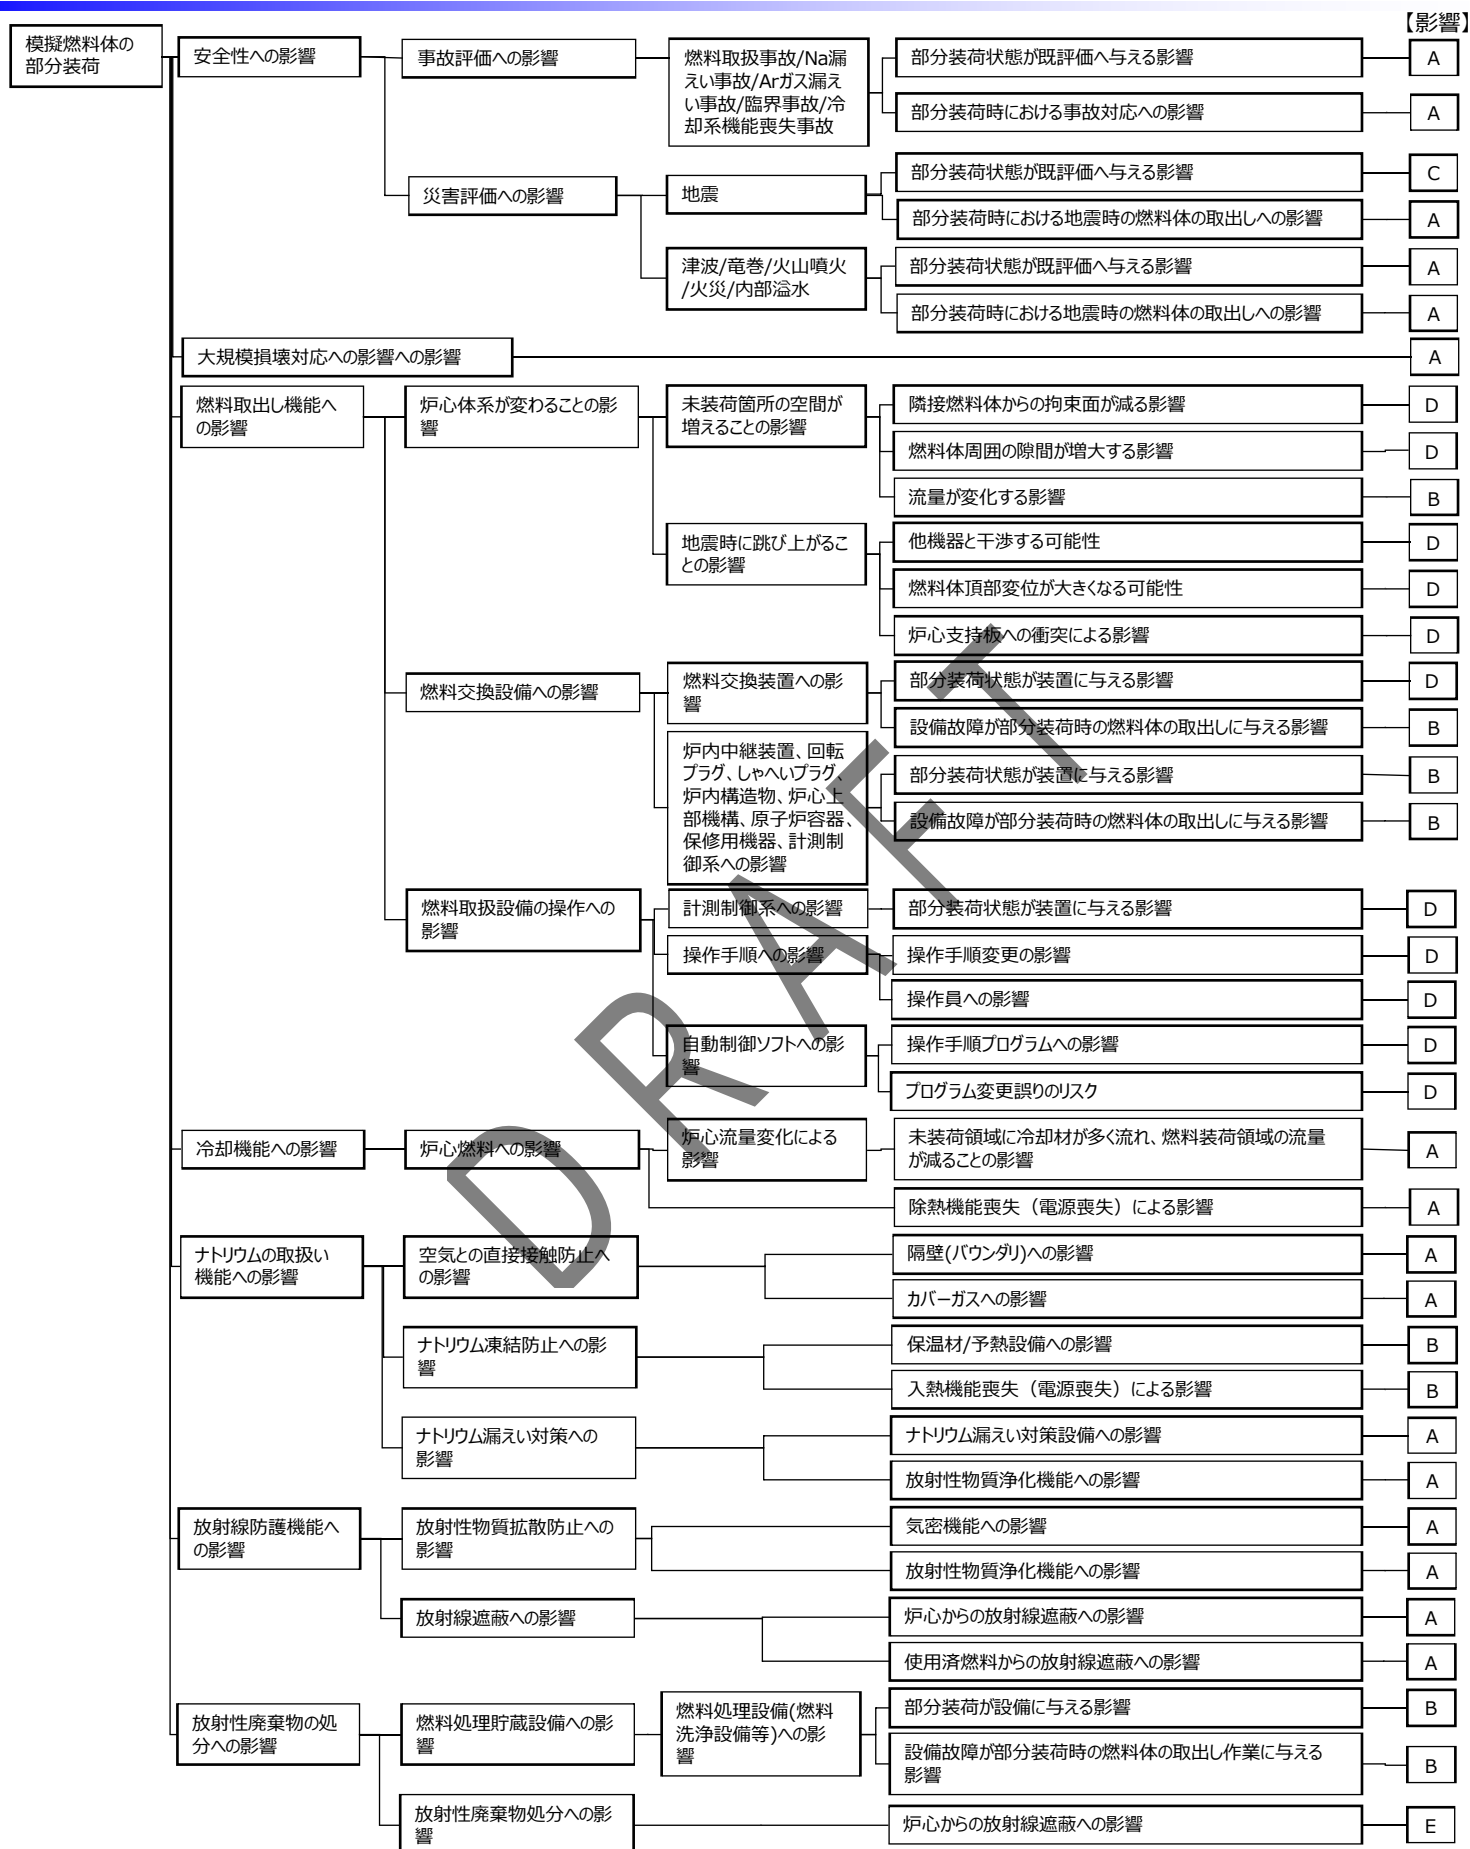 【影響】
模擬燃料体の
部分装荷
安全性への影響
事故評価への影響
燃料取扱事故/Na漏
えい事故/Arガス漏え
い事故/臨界事故/冷
却系機能喪失事故
部分装荷状態が既評価へ与える影響
A
部分装荷時における事故対応への影響
A
災害評価への影響
地震
部分装荷状態が既評価へ与える影響
C
部分装荷時における地震時の燃料体の取出しへの影響
A
津波/竜巻/火山噴火
/火災/内部溢水
部分装荷状態が既評価へ与える影響
A
部分装荷時における地震時の燃料体の取出しへの影響
A
大規模損壊対応への影響への影響
A
燃料取出し機能へ
の影響
炉心体系が変わることの影
響
未装荷箇所の空間が
増えることの影響
隣接燃料体からの拘束面が減る影響
D
燃料体周囲の隙間が増大する影響
D
流量が変化する影響
B
地震時に跳び上がるこ
との影響
他機器と干渉する可能性
D
燃料体頂部変位が大きくなる可能性
D
炉心支持板への衝突による影響
D
燃料交換設備への影響
燃料交換装置への影
響
部分装荷状態が装置に与える影響
D
設備故障が部分装荷時の燃料体の取出しに与える影響
B
炉内中継装置、回転
プラグ、しゃへいプラグ、
炉内構造物、炉心上
部機構、原子炉容器、
保修用機器、計測制
御系への影響
部分装荷状態が装置に与える影響
B
設備故障が部分装荷時の燃料体の取出しに与える影響
B
燃料取扱設備の操作への
影響
計測制御系への影響
部分装荷状態が装置に与える影響
D
操作手順への影響
操作手順変更の影響
D
操作員への影響
D
自動制御ソフトへの影
響
操作手順プログラムへの影響
D
プログラム変更誤りのリスク
D
冷却機能への影響
炉心燃料への影響
炉心流量変化による
影響
未装荷領域に冷却材が多く流れ、燃料装荷領域の流量
が減ることの影響
A
除熱機能喪失（電源喪失）による影響
A
ナトリウムの取扱い
機能への影響
空気との直接接触防止へ
の影響
隔壁(バウンダリ)への影響
A
カバーガスへの影響
A
ナトリウム凍結防止への影
響
保温材/予熱設備への影響
B
入熱機能喪失（電源喪失）による影響
B
ナトリウム漏えい対策への
影響
ナトリウム漏えい対策設備への影響
A
放射性物質浄化機能への影響
A
放射線防護機能へ
の影響
放射性物質拡散防止への
影響
気密機能への影響
A
放射性物質浄化機能への影響
A
放射線遮蔽への影響
炉心からの放射線遮蔽への影響
A
使用済燃料からの放射線遮蔽への影響
A
放射性廃棄物の処
分への影響
燃料処理貯蔵設備への影
響
燃料処理設備(燃料
洗浄設備等)への影
響
部分装荷が設備に与える影響
B
設備故障が部分装荷時の燃料体の取出し作業に与える
影響
B
放射性廃棄物処分への影
響
炉心からの放射線遮蔽への影響
E
DRAFT